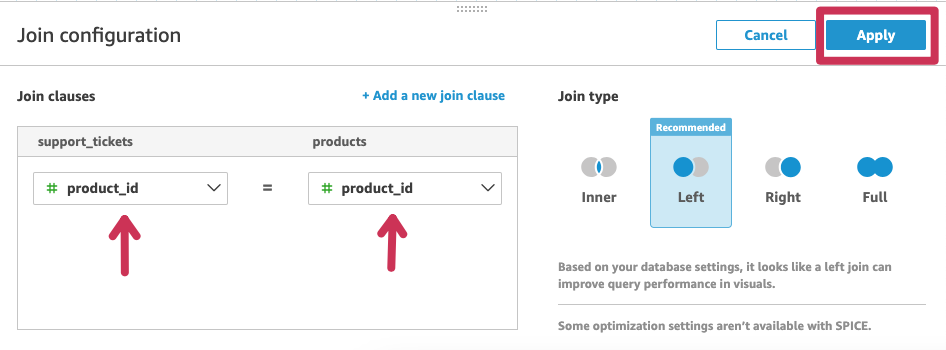 Join configuration
Cancel
Apply
Join clauses
+ Add a new join clause
support_tickets
products
# product_id
=
# product_id
Join type
Recommended
Inner
Left
Right
Full
Based on your database settings, it looks like a left join can
improve query performance in visuals.
Some optimization settings aren't available with SPICE.